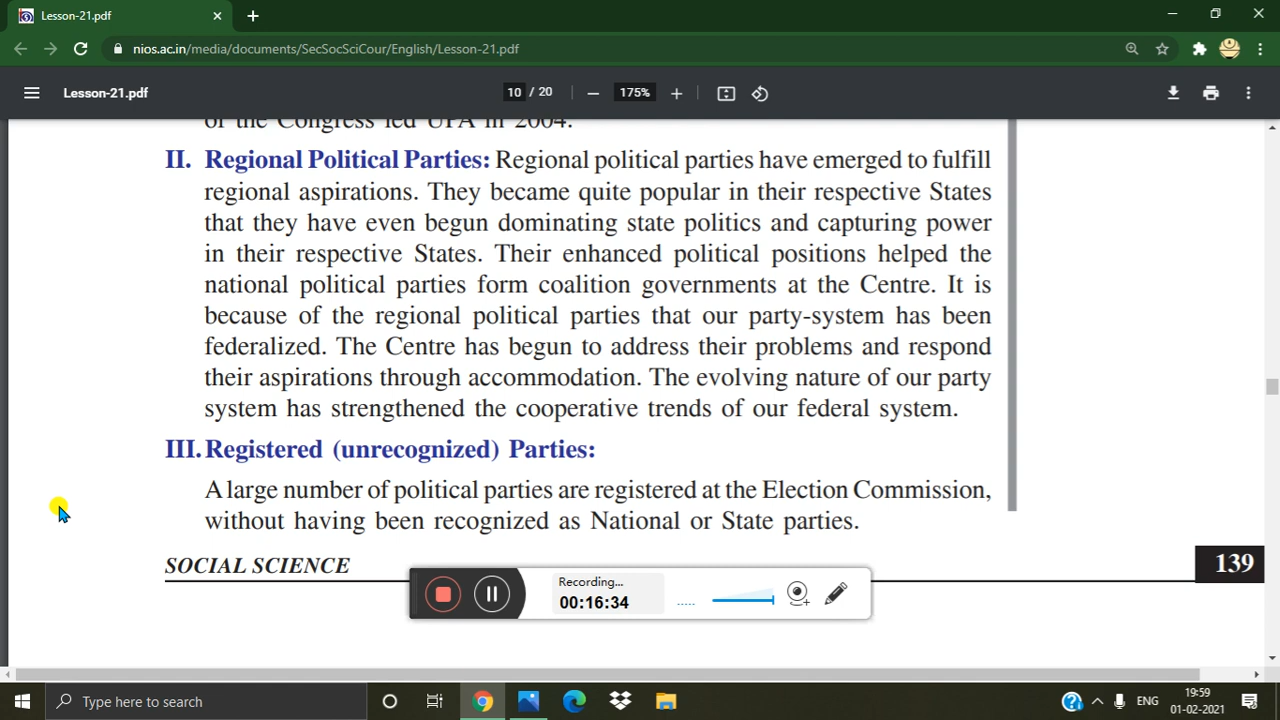 Lesson-21.pdf
nios.ac.in/media/documents/SecSocSciCour/English/Lesson-21.pdf
Lesson-21.pdf
10 / 20
175%
of the Congress led UPA in 2004.
II. Regional Political Parties: Regional political parties have emerged to fulfill
regional aspirations. They became quite popular in their respective States
that they have even begun dominating state politics and capturing power
in their respective States. Their enhanced political positions helped the
national political parties form coalition governments at the Centre. It is
because of the regional political parties that our party-system has been
federalized. The Centre has begun to address their problems and respond
their aspirations through accommodation. The evolving nature of our party
system has strengthened the cooperative trends of our federal system.
III. Registered (unrecognized) Parties:
A large number of political parties are registered at the Election Commission,
without having been recognized as National or State parties.
SOCIAL SCIENCE
139
Recording...
00:16:34
Type here to search
ENG
19:59
01-02-2021